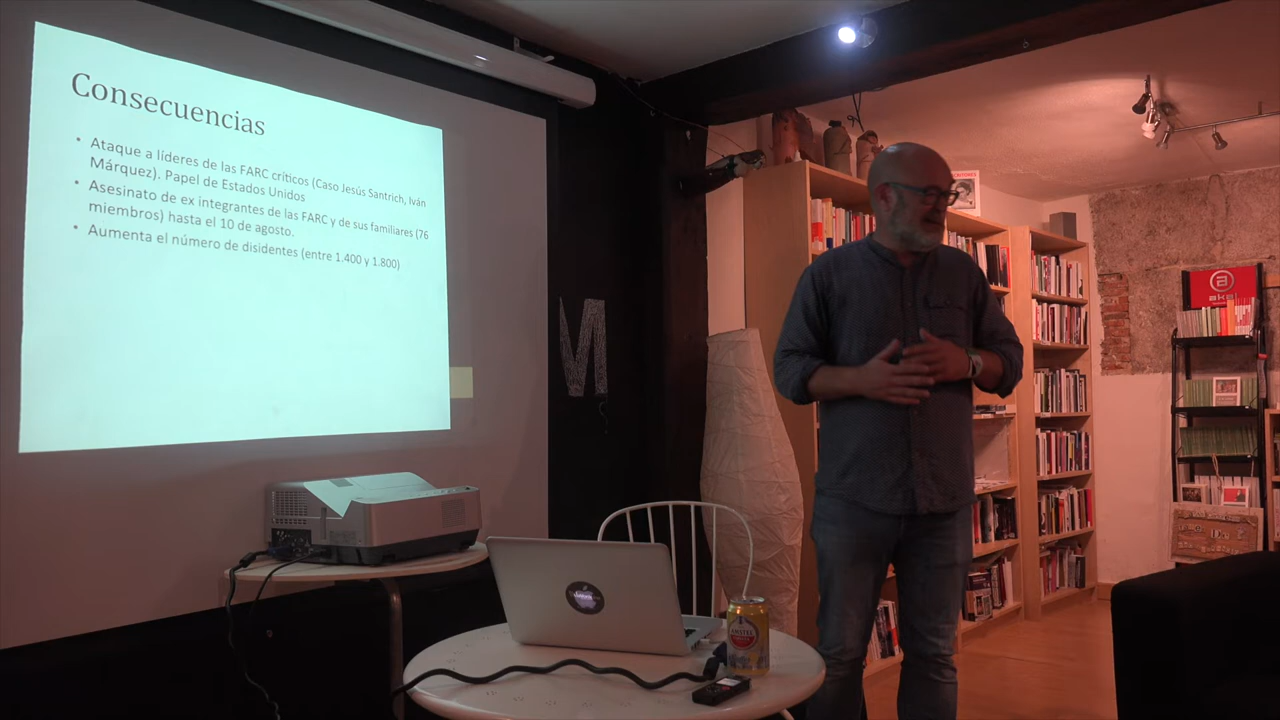 Consecuencias
• Ataque a líderes de las FARC críticos (Caso Jesús Santrich, Iván
Márquez). Papel de Estados Unidos
• Asesinato de ex integrantes de las FARC y de sus familiares (76
miembros) hasta el 10 de agosto.
• Aumenta el número de disidentes (entre 1.400 y 1.800)
M
akal
AMSTEL